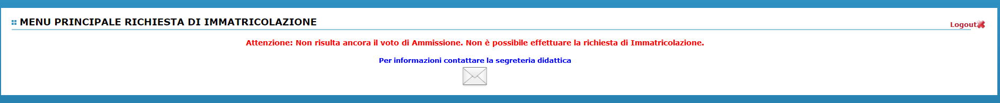 MENU PRINCIPALE RICHIESTA DI IMMATRICOLAZIONE
Logout
Attenzione: Non risulta ancora il voto di Ammissione. Non è possibile effettuare la richiesta di Immatricolazione.
Per informazioni contattare la segreteria didattica